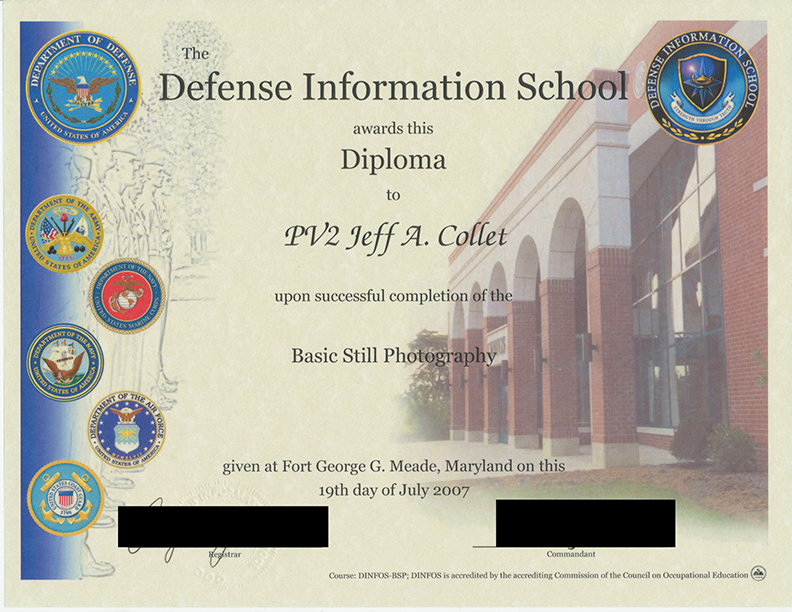 The
Defense Information School
awards this
Diploma
to
PV2 Jeff A. Collet
upon successful completion of the
Basic Still Photography
given at Fort George G. Meade, Maryland on this
19th day of July 2007
Registrar
Commandant
Course: DINFOS-BSP; DINFOS is accredited by the accrediting Commission of the Council on Occupational Education
DEPARTMENT OF DEFENSE
UNITED STATES OF AMERICA
DEFENSE INFORMATION SCHOOL
STRENGTH THROUGH TRUTH
DEPARTMENT OF THE ARMY
UNITED STATES OF AMERICA
DEPARTMENT OF THE NAVY
UNITED STATES MARINE CORPS
DEPARTMENT OF THE NAVY
UNITED STATES OF AMERICA
DEPARTMENT OF THE AIR FORCE
UNITED STATES OF AMERICA
UNITED STATES COAST GUARD
1790